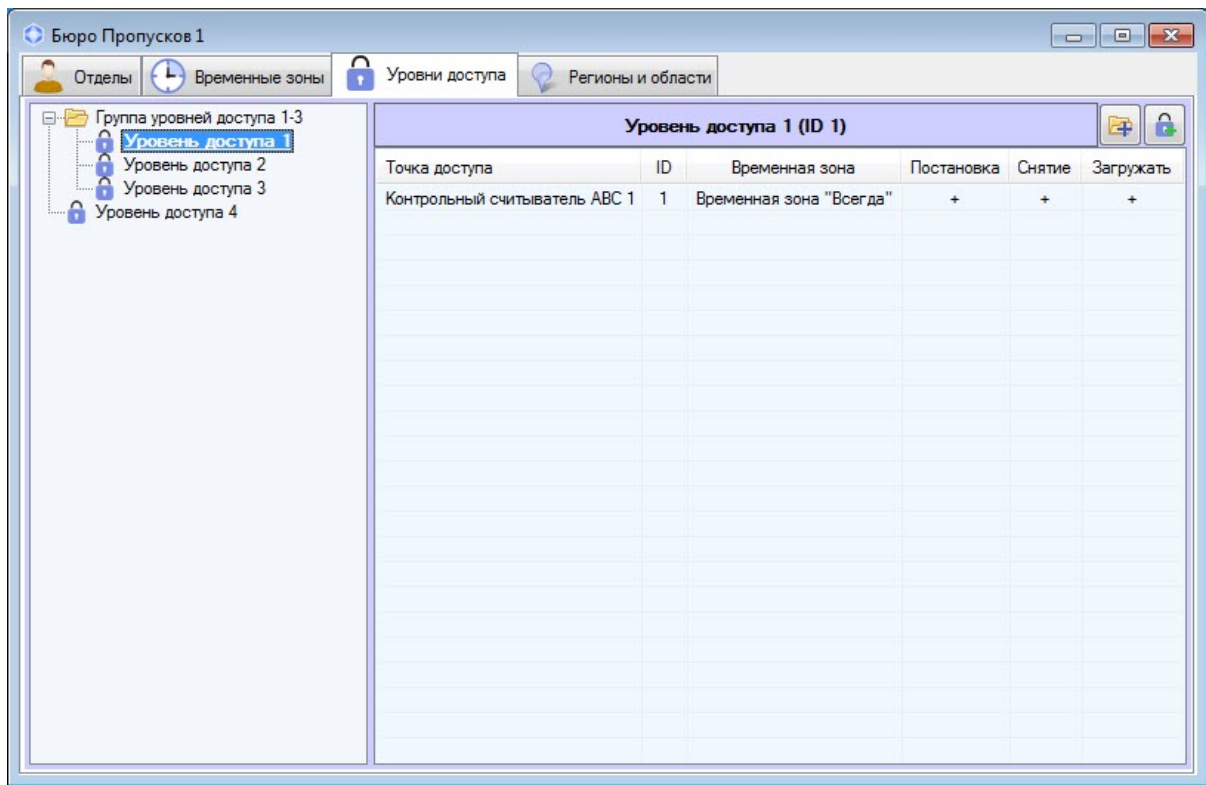 Бюро Пропусков 1
Отделы Временные зоны Уровни доступа Регионы и области
Группа уровней доступа 1-3
Уровень доступа 1
Уровень доступа 2
Уровень доступа 3
Уровень доступа 4
Уровень доступа 1 (ID 1)
Точка доступа ID Временная зона Постановка Снятие Загружать
Контрольный считыватель ABC 1 1 Временная зона "Всегда" + + +